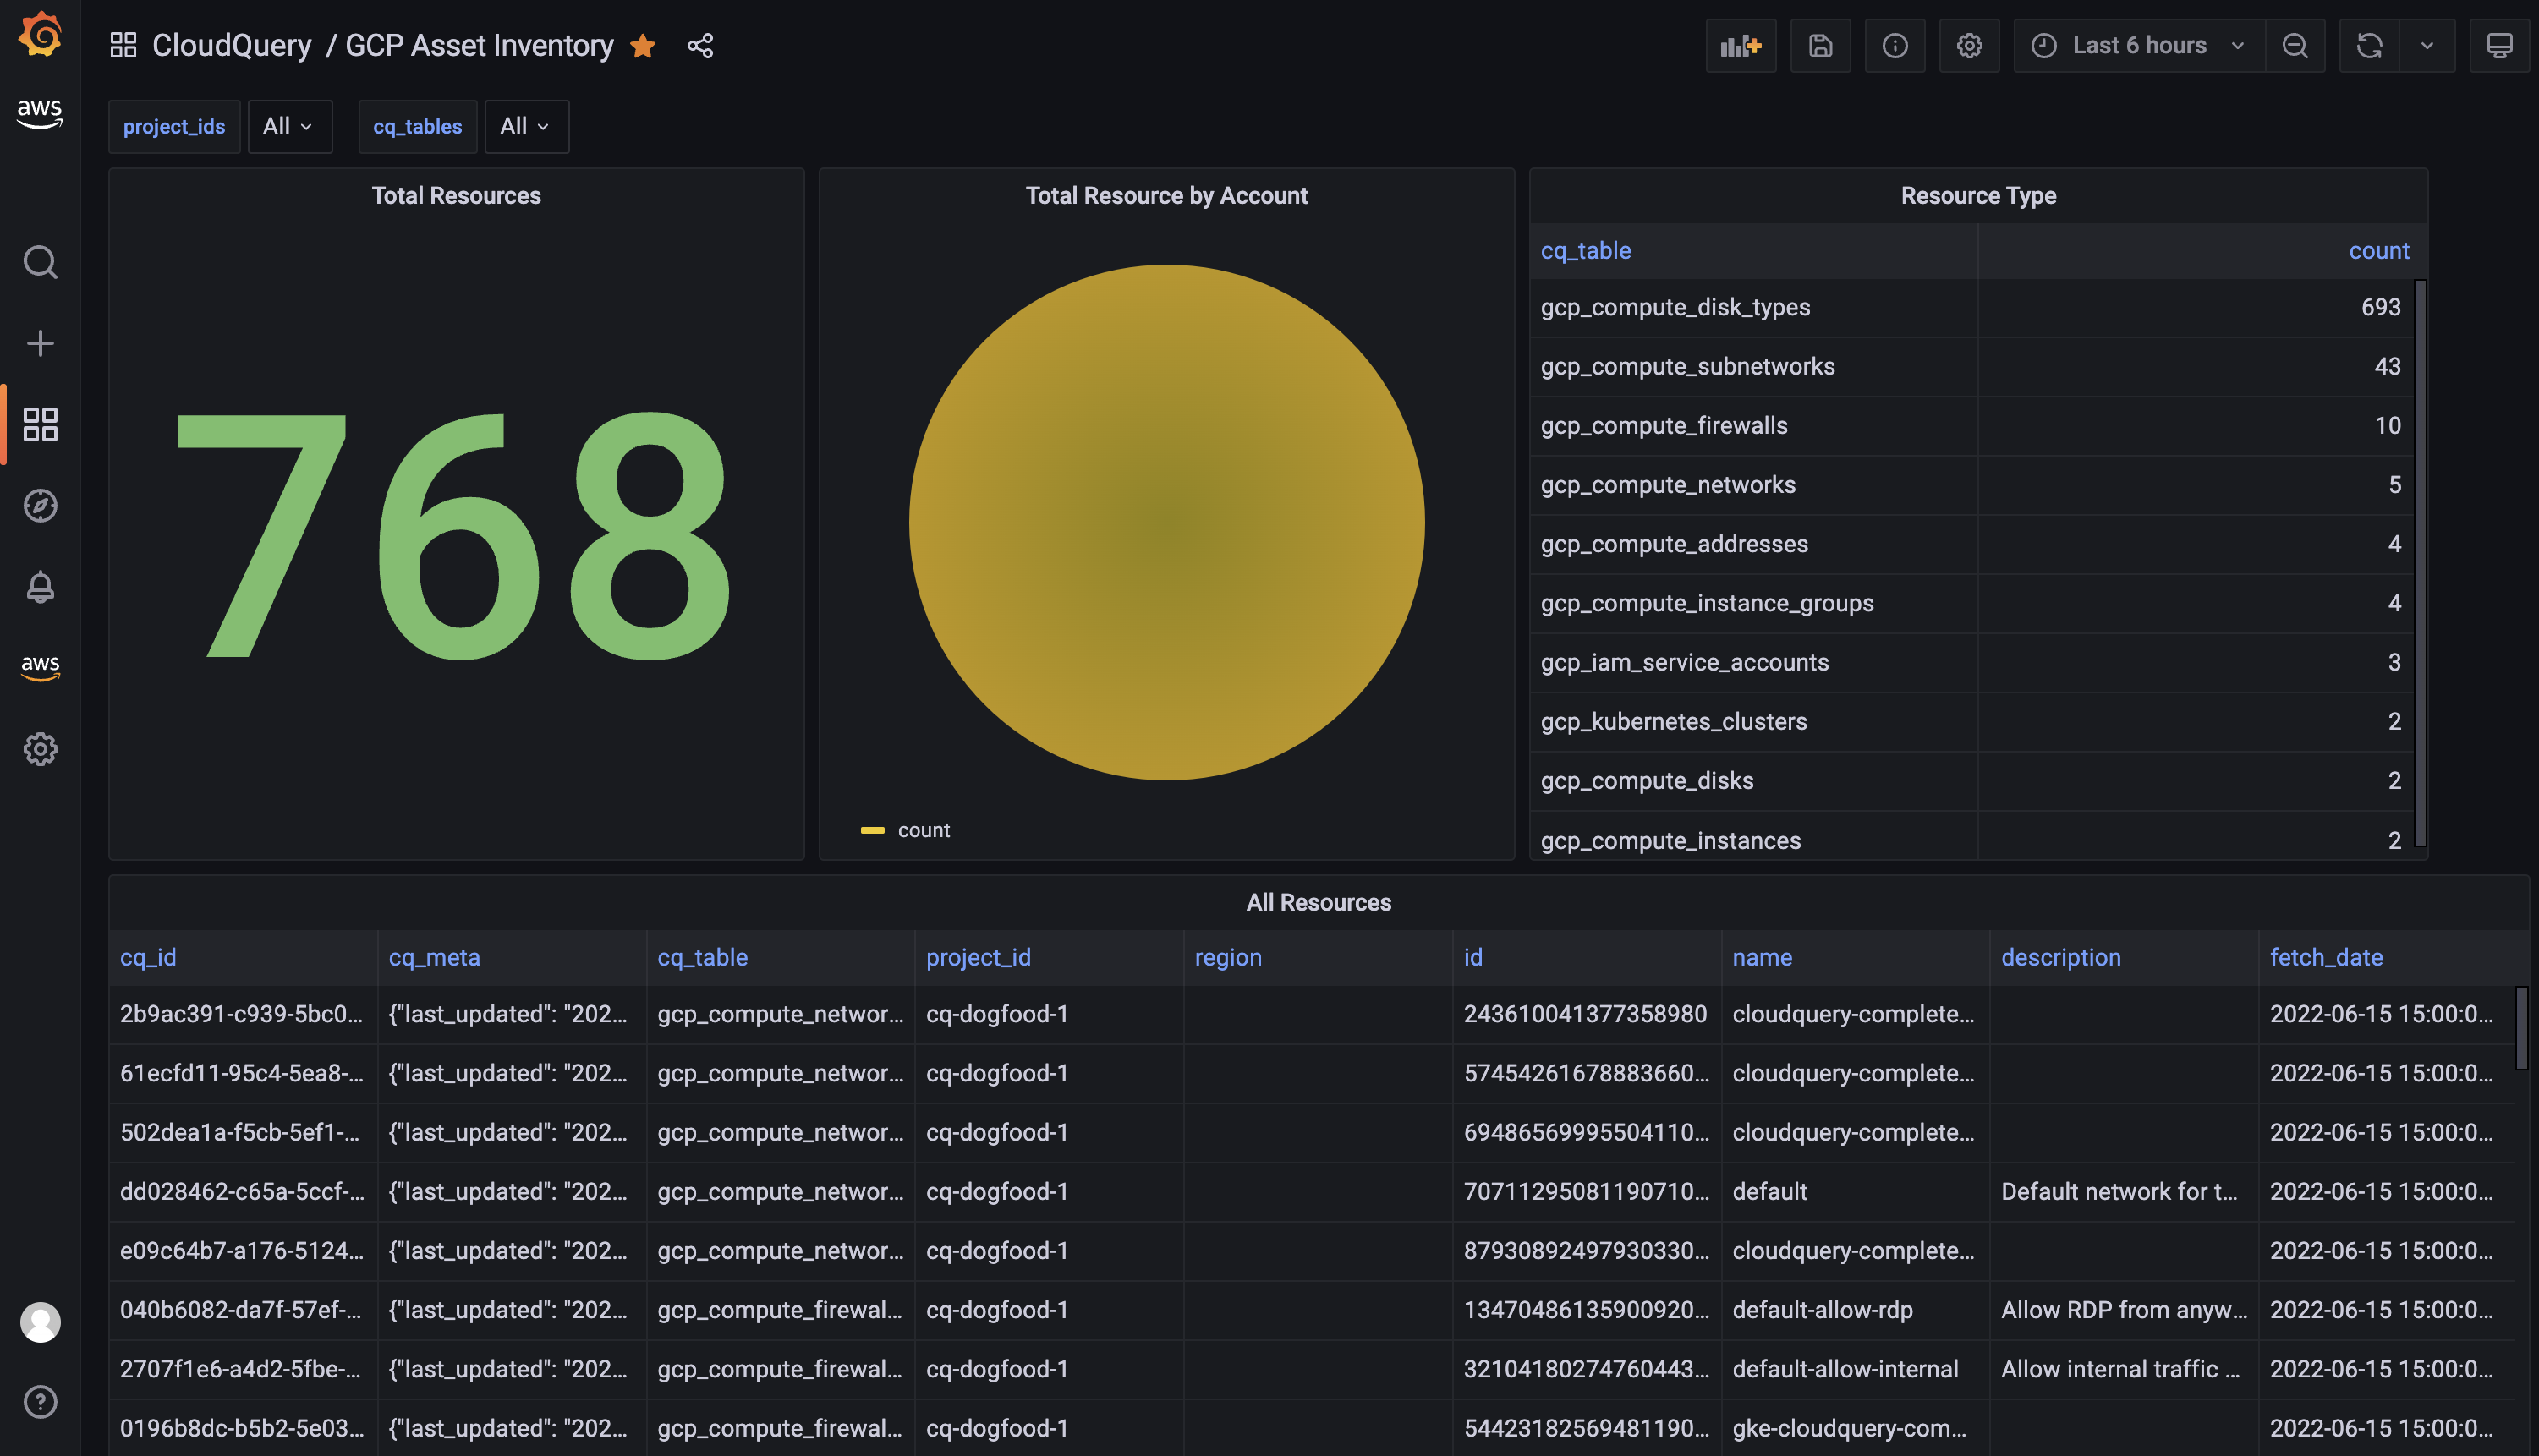 CloudQuery / GCP Asset Inventory
Last 6 hours
aws
project_ids All cq_tables All
Total Resources
768
Total Resource by Account
count
Resource Type
cq_table count
gcp_compute_disk_types 693
gcp_compute_subnetworks 43
gcp_compute_firewalls 10
gcp_compute_networks 5
gcp_compute_addresses 4
gcp_compute_instance_groups 4
gcp_iam_service_accounts 3
gcp_kubernetes_clusters 2
gcp_compute_disks 2
gcp_compute_instances 2
aws
All Resources
cq_id cq_meta cq_table project_id region id name description fetch_date
2b9ac391-c939-5bc0... {"last_updated": "202... gcp_compute_networ... cq-dogfood-1 243610041377358980 cloudquery-complete... 2022-06-15 15:00:0...
61ecfd11-95c4-5ea8-... {"last_updated": "202... gcp_compute_networ... cq-dogfood-1 57454261678883660... cloudquery-complete... 2022-06-15 15:00:0...
502dea1a-f5cb-5ef1-... {"last_updated": "202... gcp_compute_networ... cq-dogfood-1 69486569995504110... cloudquery-complete... 2022-06-15 15:00:0...
dd028462-c65a-5ccf-... {"last_updated": "202... gcp_compute_networ... cq-dogfood-1 70711295081190710... default Default network for t... 2022-06-15 15:00:0...
e09c64b7-a176-5124... {"last_updated": "202... gcp_compute_networ... cq-dogfood-1 87930892497930330... cloudquery-complete... 2022-06-15 15:00:0...
040b6082-da7f-57ef-... {"last_updated": "202... gcp_compute_firewal... cq-dogfood-1 13470486135900920... default-allow-rdp Allow RDP from anyw... 2022-06-15 15:00:0...
2707f1e6-a4d2-5fbe-... {"last_updated": "202... gcp_compute_firewal... cq-dogfood-1 32104180274760443... default-allow-internal Allow internal traffic ... 2022-06-15 15:00:0...
0196b8dc-b5b2-5e03... {"last_updated": "202... gcp_compute_firewal... cq-dogfood-1 54423182569481190... gke-cloudquery-com... 2022-06-15 15:00:0...